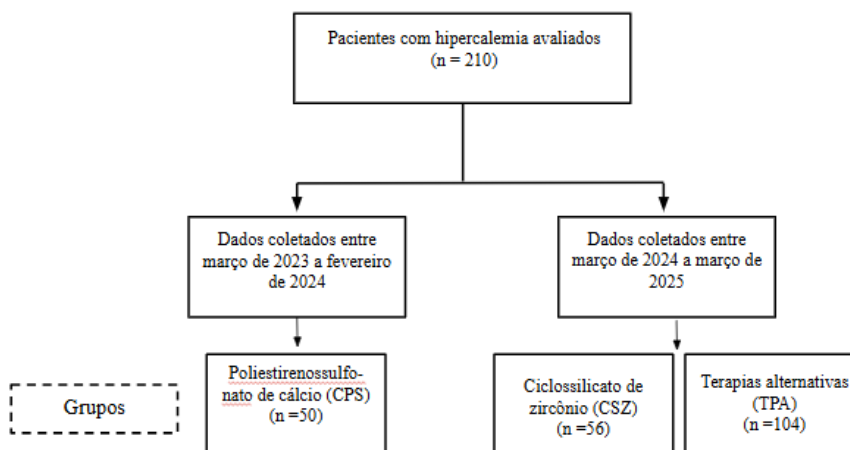 Pacientes com hipercalemia avaliados
(n = 210)
Dados coletados entre
março de 2023 a fevereiro
de 2024
Dados coletados entre
março de 2024 a março de
2025
Poliestirenossulfo-
nato de cálcio (CPS)
(n =50)
Ciclossilicato de
zircônio (CSZ)
(n =56)
Terapias alternativas
(TPA)
(n =104)
Grupos